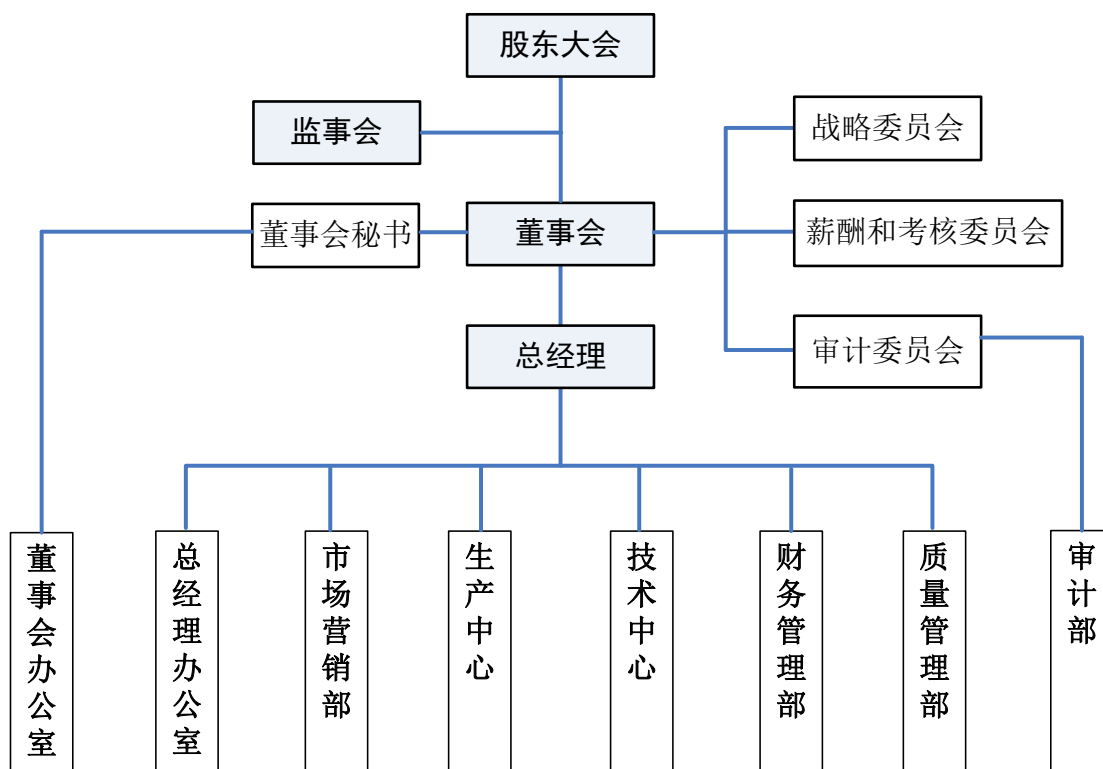 股东大会
监事会
战略委员会
董事会秘书
董事会
薪酬和考核委员会
总经理
审计委员会
董事会办公室
总经理办公室
市场营销部
生产中心
技术中心
财务管理部
质量管理部
审计部